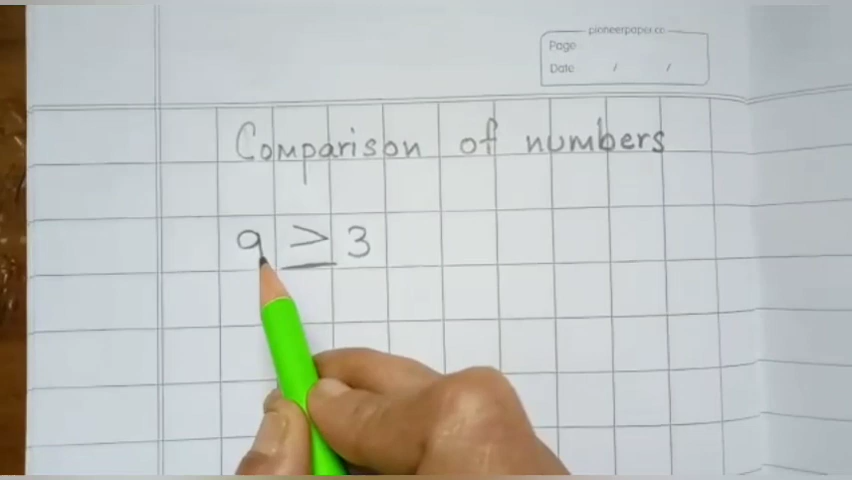 pioneerpaper.co
Page
Date / /
Comparison of numbers
9 > 3